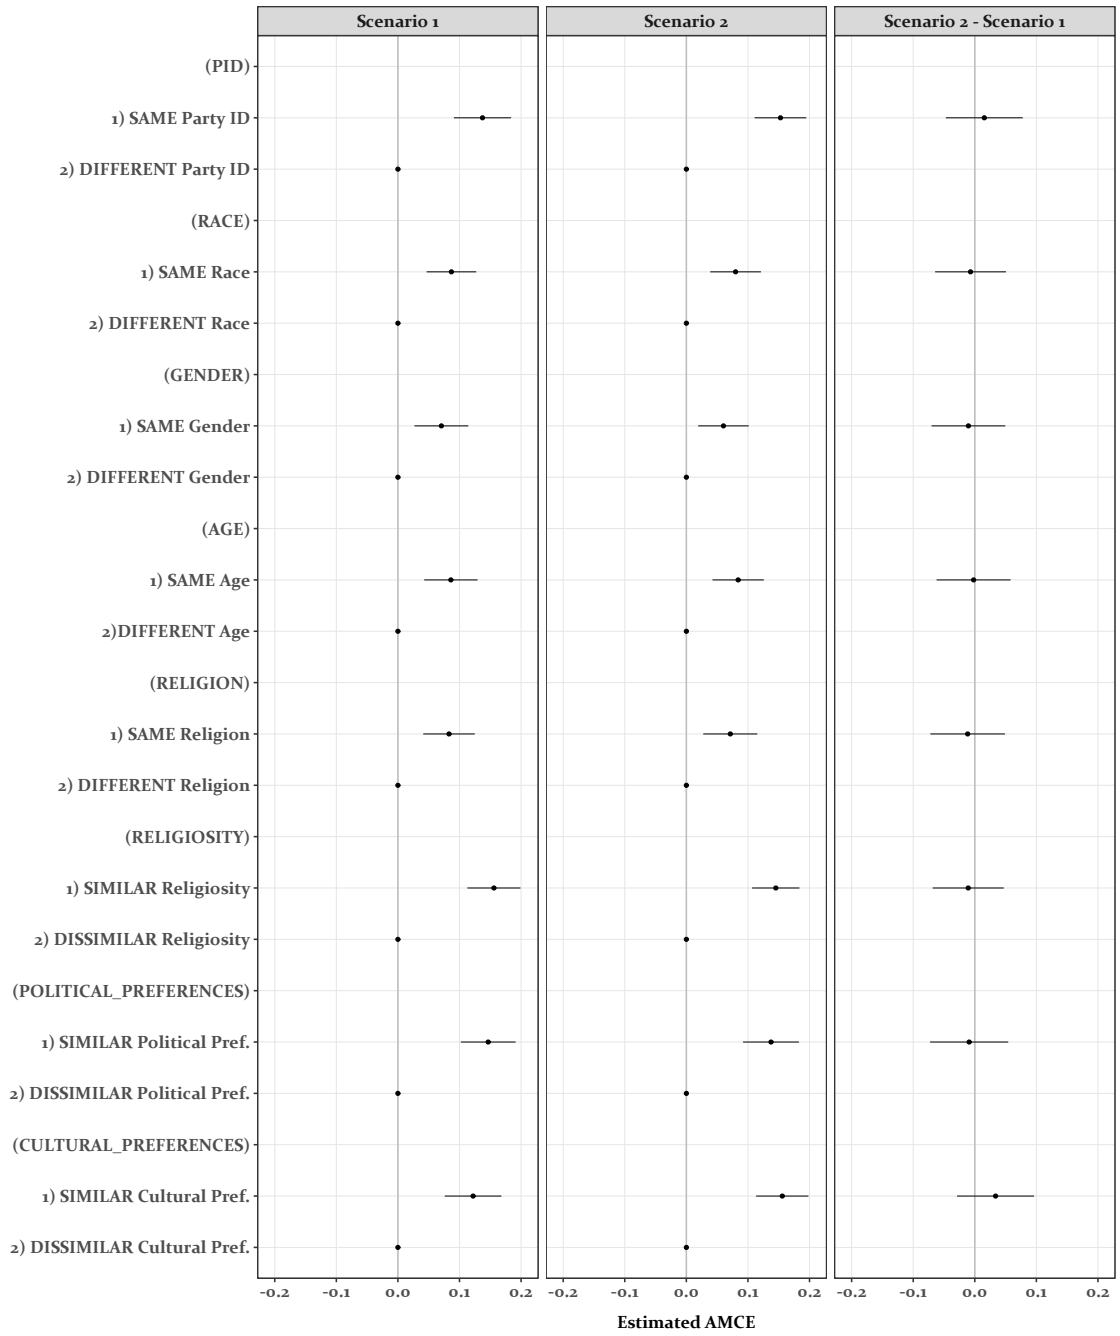 Scenario 1 Scenario 2 Scenario 2 - Scenario 1
(PID)
1) SAME Party ID
2) DIFFERENT Party ID
(RACE)
1) SAME Race
2) DIFFERENT Race
(GENDER)
1) SAME Gender
2) DIFFERENT Gender
(AGE)
1) SAME Age
2)DIFFERENT Age
(RELIGION)
1) SAME Religion
2) DIFFERENT Religion
(RELIGIOSITY)
1) SIMILAR Religiosity
2) DISSIMILAR Religiosity
(POLITICAL_PREFERENCES)
1) SIMILAR Political Pref.
2) DISSIMILAR Political Pref.
(CULTURAL_PREFERENCES)
1) SIMILAR Cultural Pref.
2) DISSIMILAR Cultural Pref.
-0.2 -0.1 0.0 0.1 0.2 -0.2 -0.1 0.0 0.1 0.2 -0.2 -0.1 0.0 0.1 0.2
Estimated AMCE